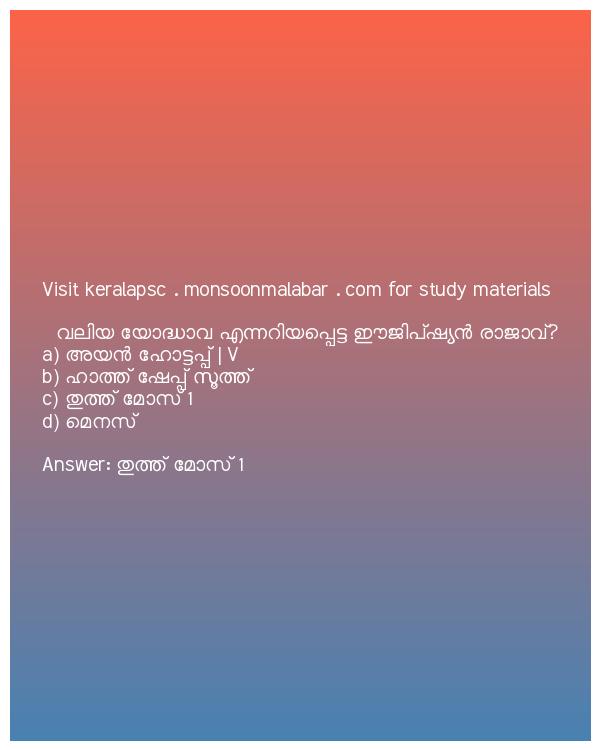 Visit keralapsc . monsoonmalabar . com for study materials
വലിയ യോദ്ധാവ എന്നറിയപ്പെട്ട ഈജിപ്ഷ്യൻ രാജാവ്?
a) അയൻ ഹോട്ടപ്പ് | V
b) ഹാത്ത് ഷേപ്പ് സൂത്ത്
c) തുത്ത് മോസ് 1
d) മെനസ്
Answer: തുത്ത് മോസ് 1